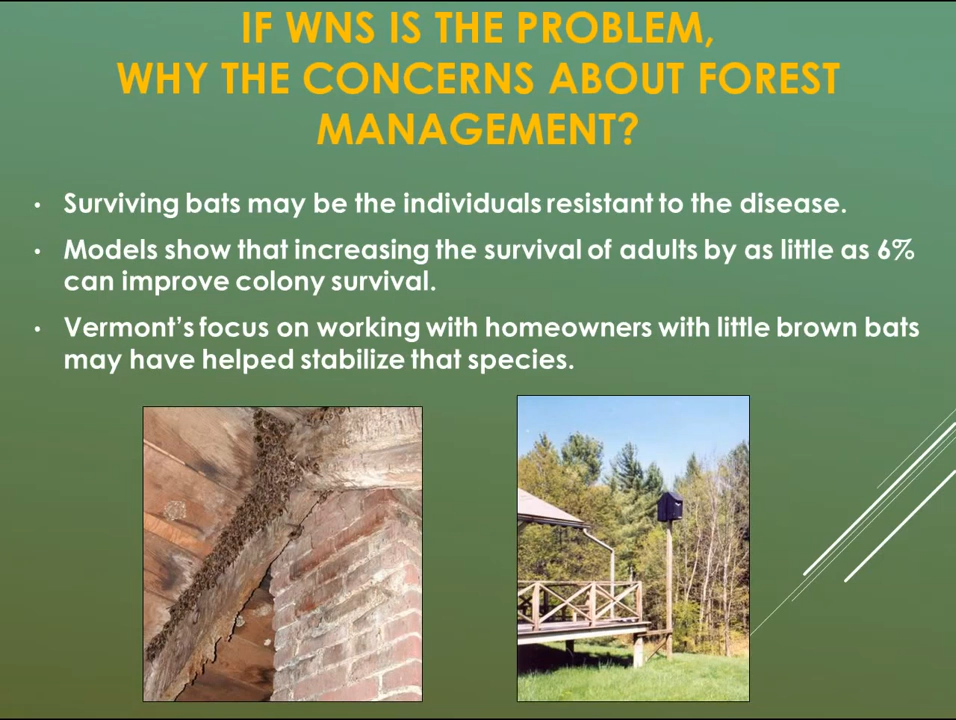 IF WNS IS THE PROBLEM,
WHY THE CONCERNS ABOUT FOREST
MANAGEMENT?
• Surviving bats may be the individuals resistant to the disease.
• Models show that increasing the survival of adults by as little as 6%
can improve colony survival.
• Vermont's focus on working with homeowners with little brown bats
may have helped stabilize that species.